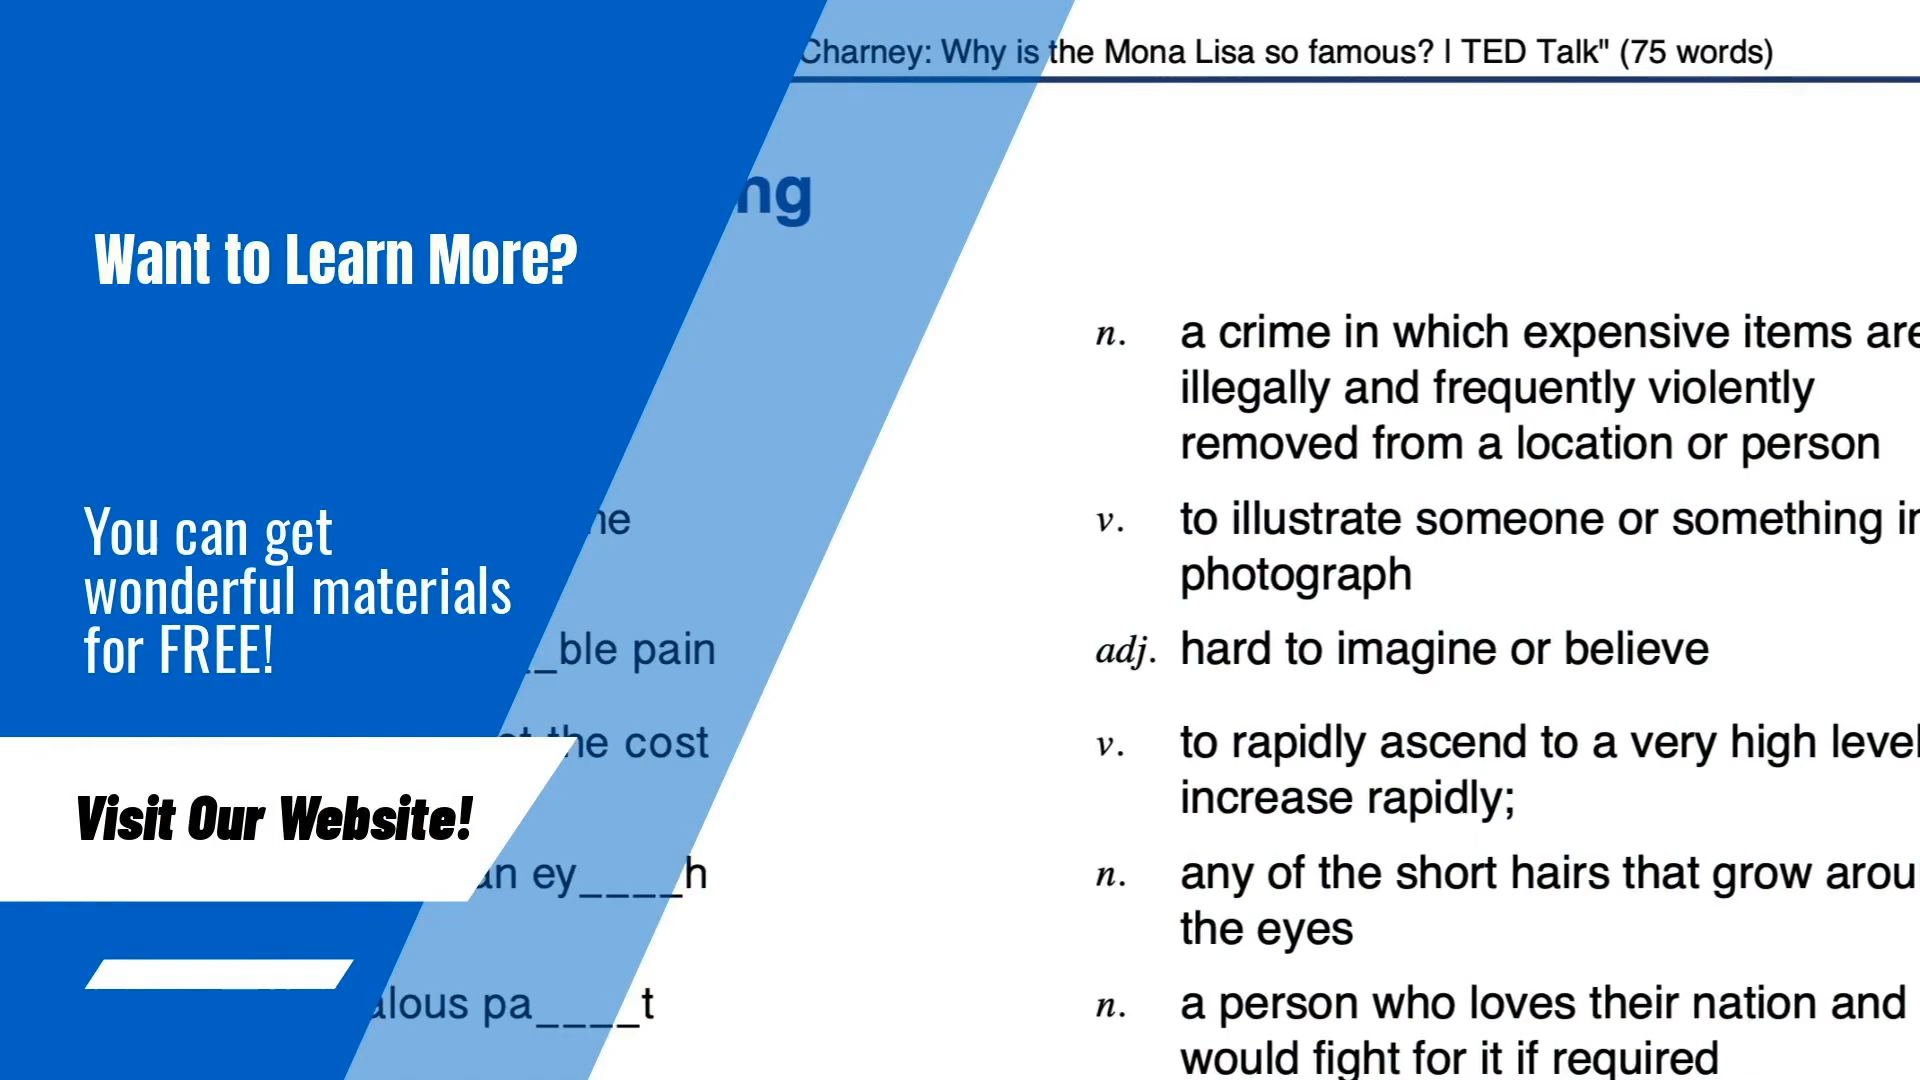 Charney: Why is the Mona Lisa so famous? | TED Talk" (75 words)
ng
Want to Learn More?
You can get
wonderful materials
for FREE!
Visit Our Website!
n. a crime in which expensive items are
illegally and frequently violently
removed from a location or person
ne v. to illustrate someone or something in
photograph
_ble pain adj. hard to imagine or believe
the cost v. to rapidly ascend to a very high level
increase rapidly;
an ey____h n. any of the short hairs that grow arou
the eyes
alous pa____t n. a person who loves their nation and
would fight for it if required